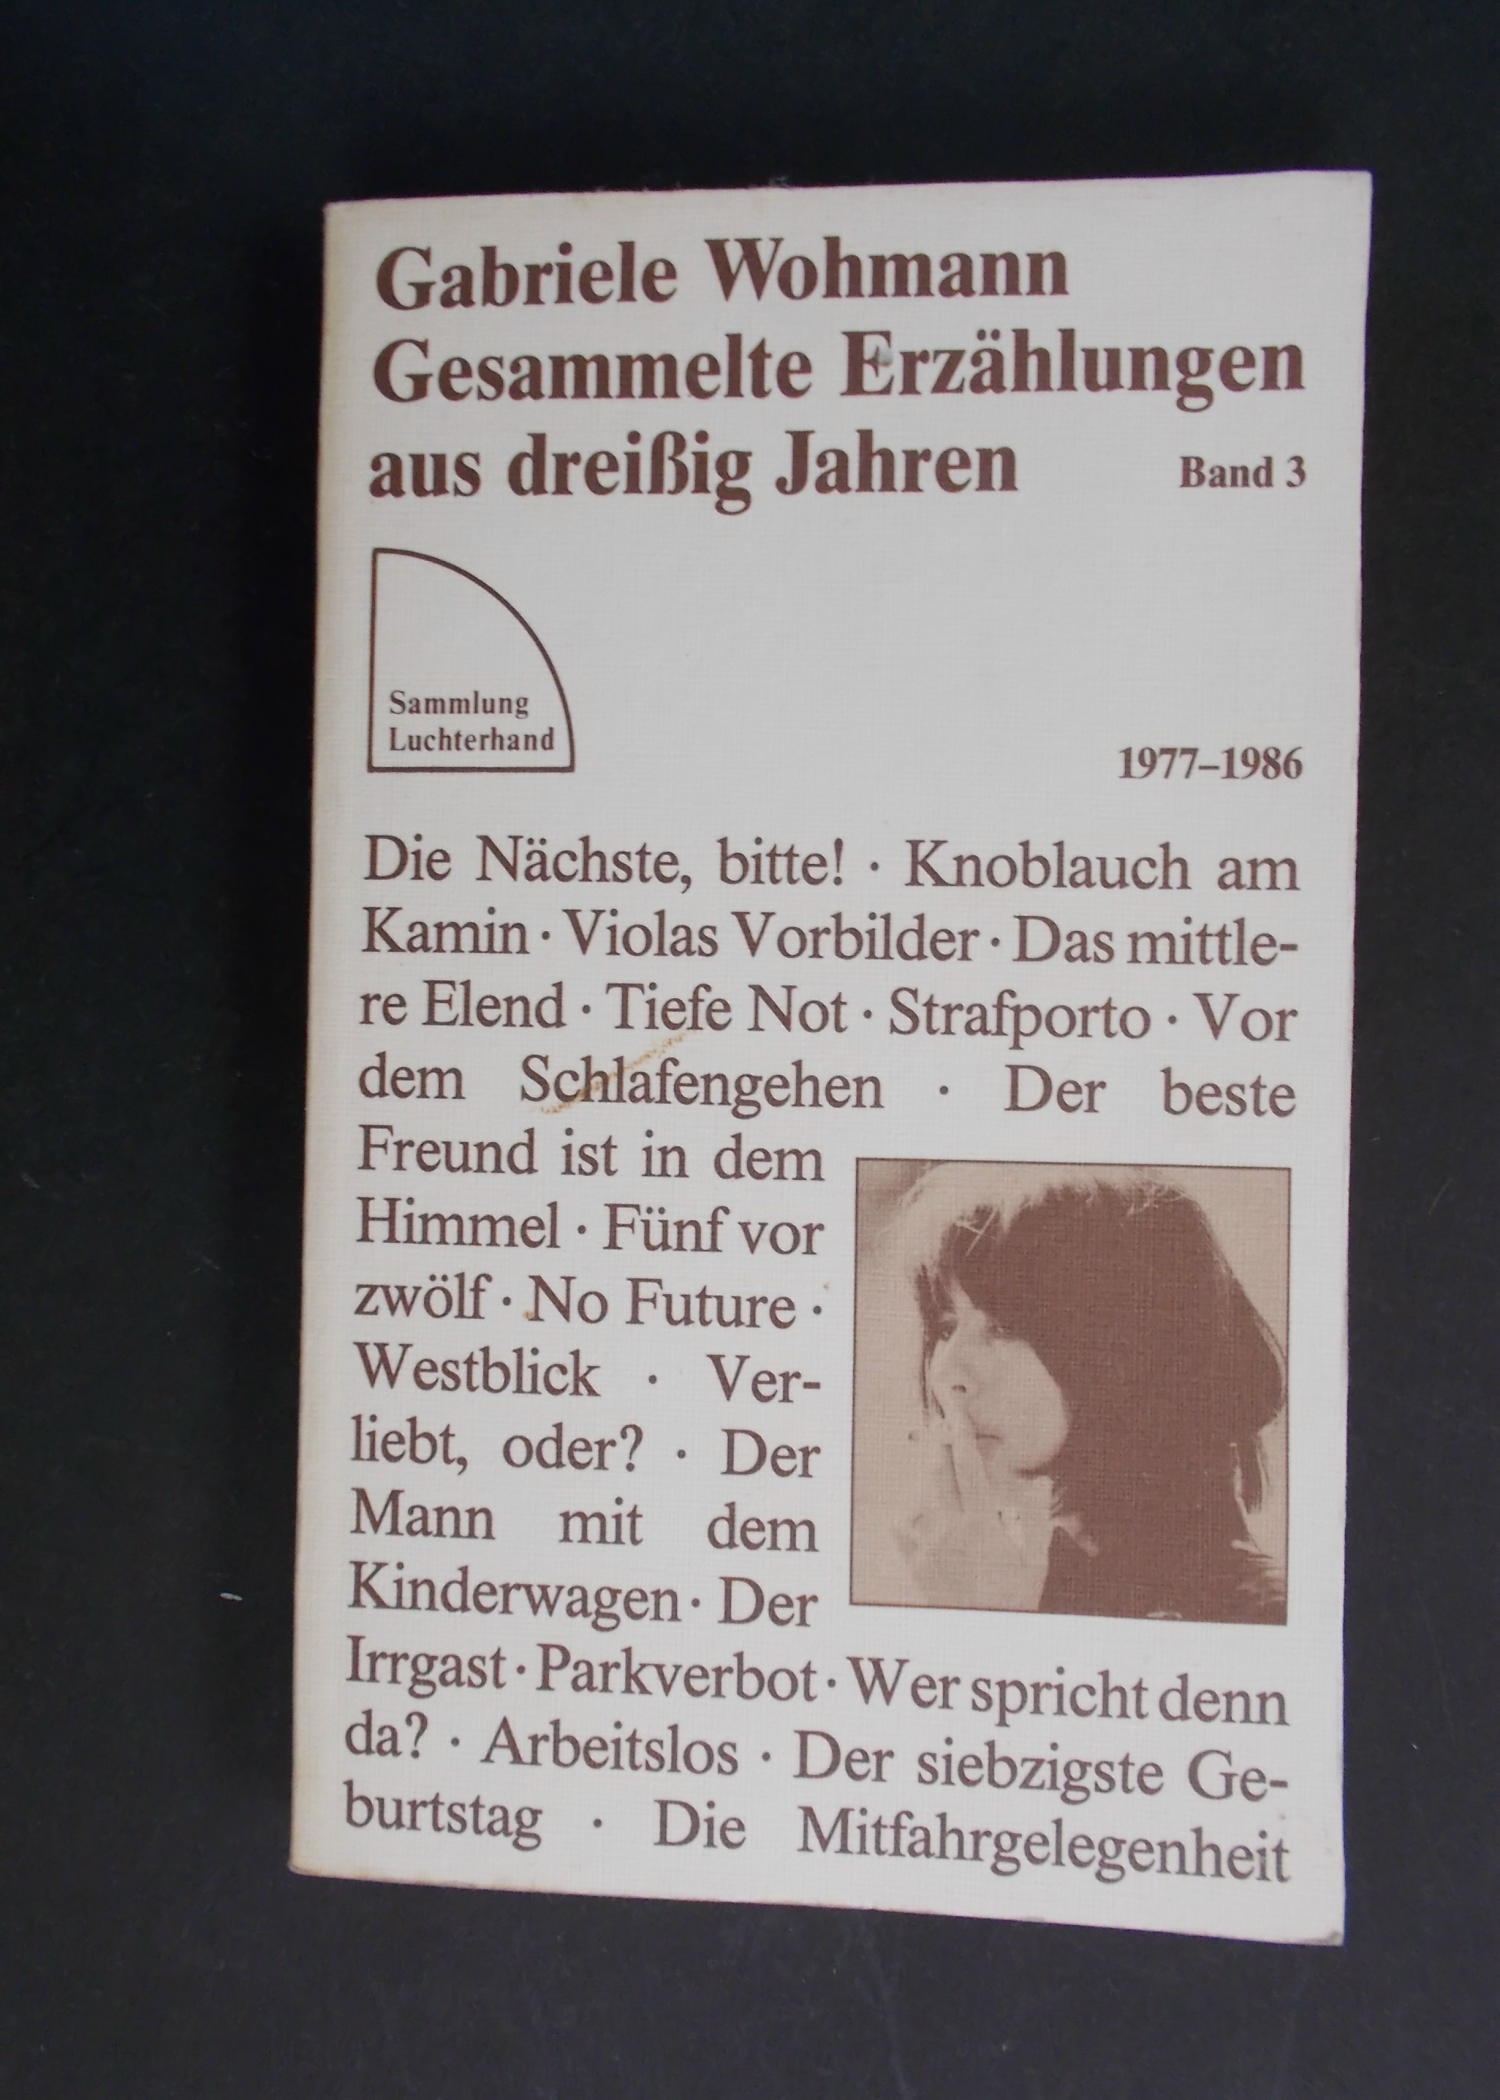 Gabriele Wohmann
Gesammelte Erzählungen
aus dreißig Jahren Band 3
Sammlung
Luchterhand
1977–1986
Die Nächste, bitte! · Knoblauch am
Kamin · Violas Vorbilder · Das mittle-
re Elend · Tiefe Not · Strafporto · Vor
dem Schlafengehen · Der beste
Freund ist in dem
Himmel · Fünf vor
zwölf · No Future ·
Westblick · Ver-
liebt, oder? · Der
Mann mit dem
Kinderwagen · Der
Irrgast · Parkverbot · Wer spricht denn
da? · Arbeitslos · Der siebzigste Ge-
burtstag · Die Mitfahrgelegenheit